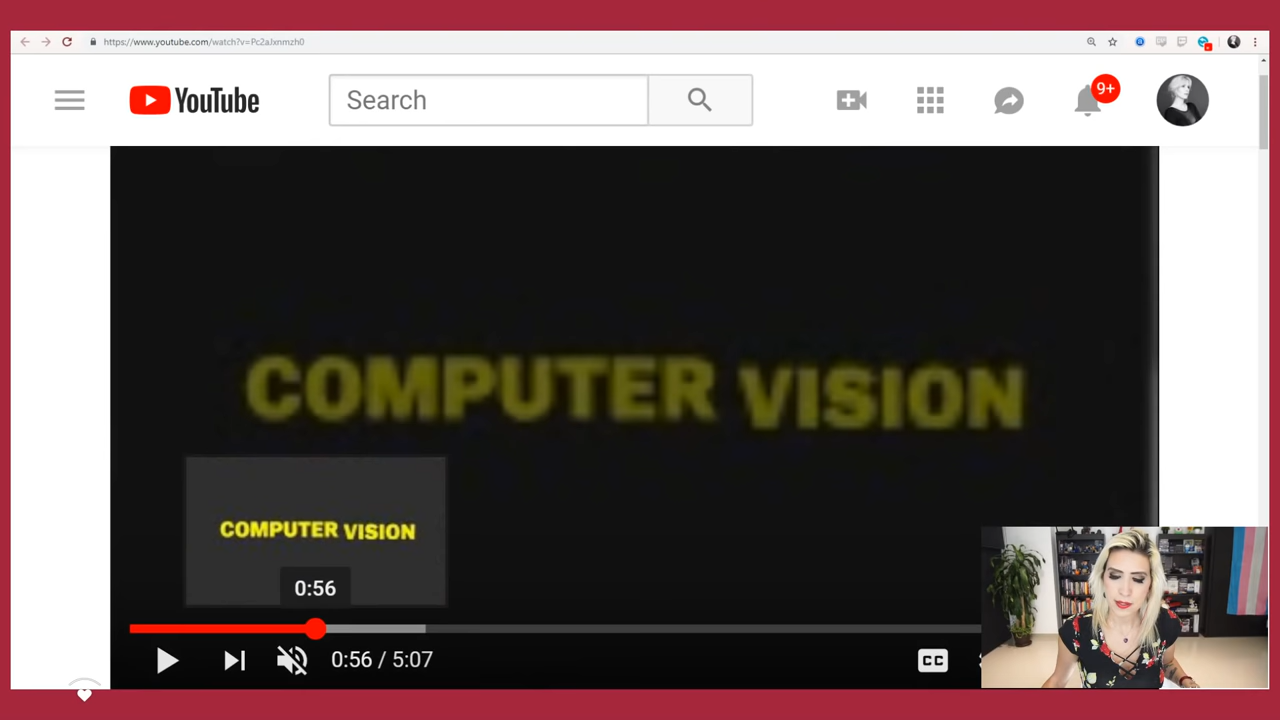 https://www.youtube.com/watch?v=Pc2aJxnmzh0
YouTube
Search
9+
COMPUTER VISION
COMPUTER VISION
0:56
0:56 / 5:07
CC